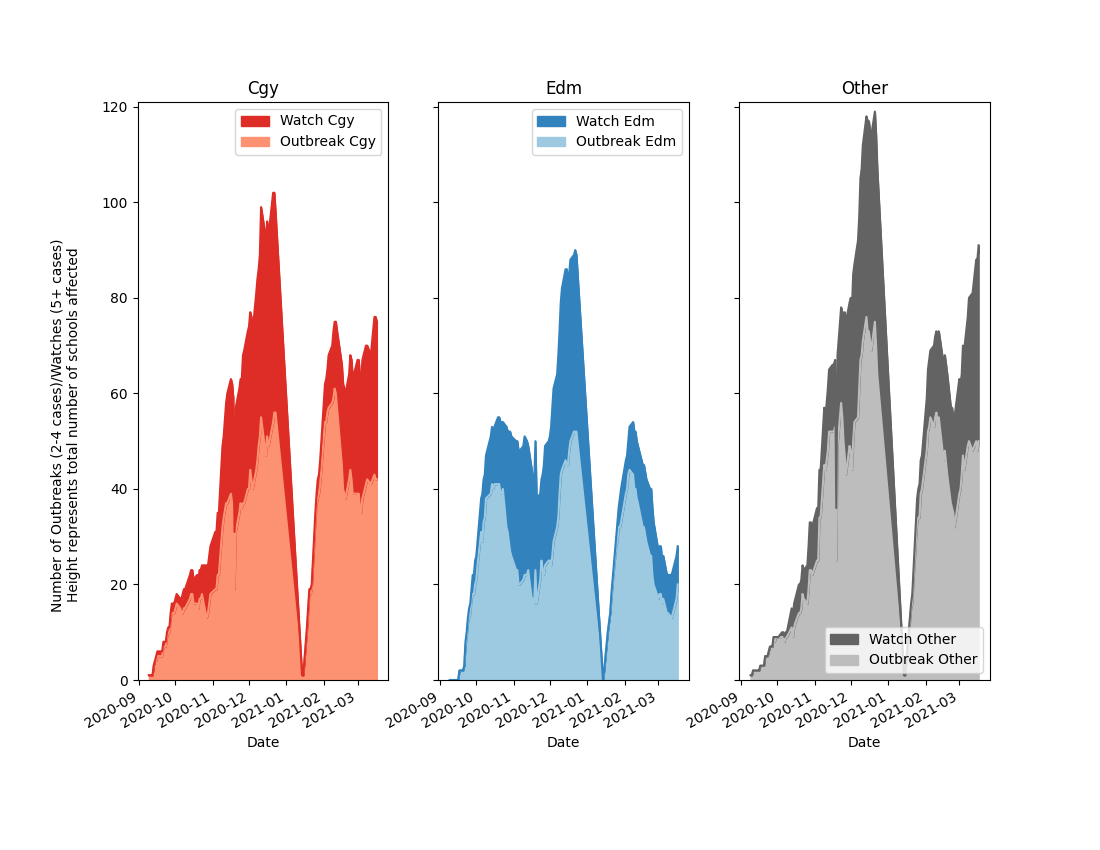 Cgy
Edm
Other
Watch Cgy
Outbreak Cgy
Watch Edm
Outbreak Edm
Watch Other
Outbreak Other
Number of Outbreaks (2-4 cases)/Watches (5+ cases)
Height represents total number of schools affected
120
100
80
60
40
20
0
2020-09
2020-10
2020-11
2020-12
2021-01
2021-02
2021-03
2020-09
2020-10
2020-11
2020-12
2021-01
2021-02
2021-03
2020-09
2020-10
2020-11
2020-12
2021-01
2021-02
2021-03
Date
Date
Date